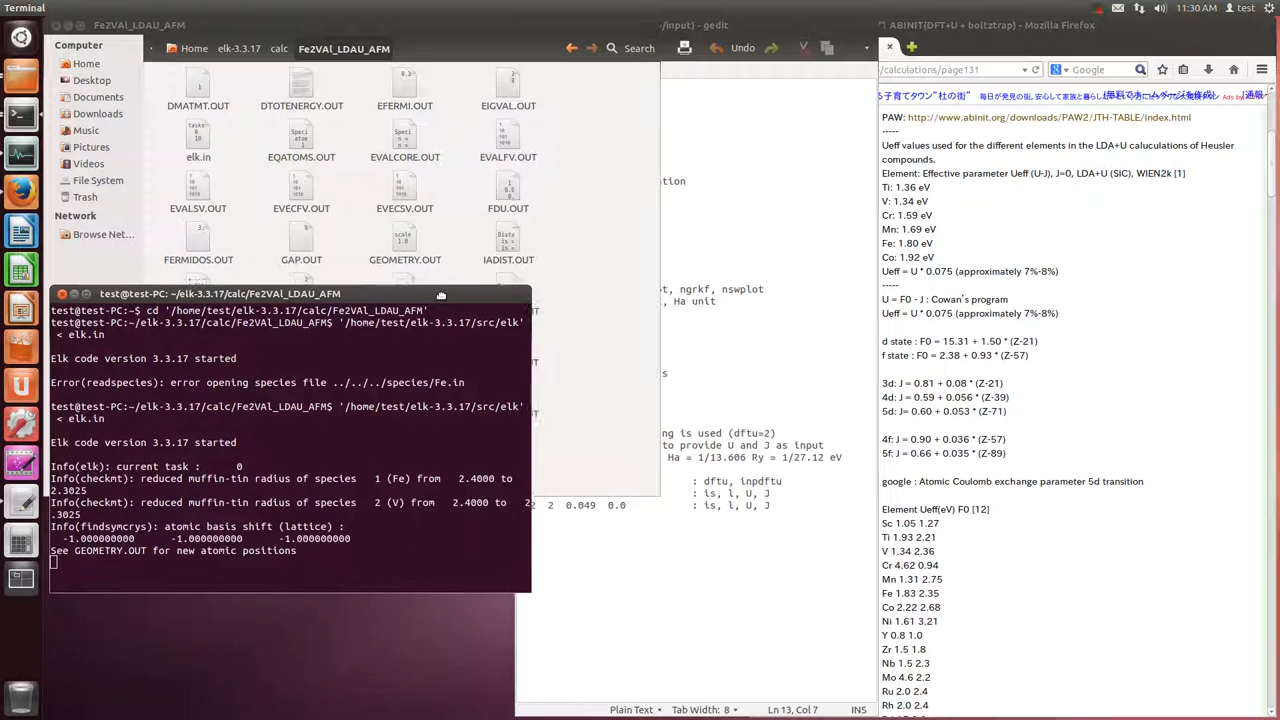 Terminal
11:30 AM
test
Fe2VAl_LDAU_AFM
/input) - gedit
ABINIT(DFT+U + boltztrap) - Mozilla Firefox
Computer
Home
Desktop
Documents
Downloads
Music
Pictures
Videos
File System
Trash
Network
Browse Net...
Home
elk-3.3.17
calc
Fe2VAl_LDAU_AFM
Search
Undo
/calculations/page131
Google
DMATMT.OUT
DTOTENERGY.OUT
EFERMI.OUT
EIGVAL.OUT
elk.in
EQATOMS.OUT
EVALCORE.OUT
EVALFV.OUT
EVALSV.OUT
EVECFV.OUT
EVECSV.OUT
FDU.OUT
FERMIDOS.OUT
GAP.OUT
GEOMETRY.OUT
IADIST.OUT
test@test-PC: ~/elk-3.3.17/calc/Fe2VAl_LDAU_AFM
test@test-PC:~$ cd '/home/test/elk-3.3.17/calc/Fe2VAl_LDAU_AFM'
test@test-PC:~/elk-3.3.17/calc/Fe2VAl_LDAU_AFM$ '/home/test/elk-3.3.17/src/elk'
< elk.in
Elk code version 3.3.17 started
Error(readspecies): error opening species file ../../../species/Fe.in
test@test-PC:~/elk-3.3.17/calc/Fe2VAl_LDAU_AFM$ '/home/test/elk-3.3.17/src/elk'
< elk.in
Elk code version 3.3.17 started
Info(elk): current task : 0
Info(checkmt): reduced muffin-tin radius of species 1 (Fe) from 2.4000 to
2.3025
Info(checkmt): reduced muffin-tin radius of species 2 (V) from 2.4000 to 2
.3025
Info(findsymcrys): atomic basis shift (lattice) :
-1.000000000 -1.000000000 -1.000000000
See GEOMETRY.OUT for new atomic positions
t, ngrkf, nswplot
, Ha unit
ng is used (dftu=2)
to provide U and J as input
Ha = 1/13.606 Ry = 1/27.12 eV
: dftu, inpdftu
: is, l, U, J
2 2 0.049 0.0 : is, l, U, J
Plain Text
Tab Width: 8
Ln 13, Col 7
INS
る子育てタウン"杜の街"
Ads by
PAW: http://www.abinit.org/downloads/PAW2/JTH-TABLE/index.html
-----
Ueff values used for the different elements in the LDA+U caluculations of Heusler
compounds.
Element: Effective parameter Ueff (U-J), J=0, LDA+U (SIC), WIEN2k [1]
Ti: 1.36 eV
V: 1.34 eV
Cr: 1.59 eV
Mn: 1.69 eV
Fe: 1.80 eV
Co: 1.92 eV
Ueff = U * 0.075 (approximately 7%-8%)
-----
U = F0 - J : Cowan's program
Ueff = U * 0.075 (approximately 7%-8%)
d state : F0 = 15.31 + 1.50 * (Z-21)
f state : F0 = 2.38 + 0.93 * (Z-57)
3d: J = 0.81 + 0.08 * (Z-21)
4d: J = 0.59 + 0.056 * (Z-39)
5d: J = 0.60 + 0.053 * (Z-71)
4f: J = 0.90 + 0.036 * (Z-57)
5f: J = 0.66 + 0.035 * (Z-89)
google : Atomic Coulomb exchange parameter 5d transition
Element Ueff(eV) F0 [12]
Sc 1.05 1.27
Ti 1.93 2.21
V 1.34 2.36
Cr 4.62 0.94
Mn 1.31 2.75
Fe 1.83 2.35
Co 2.22 2.68
Ni 1.61 3.21
Y 0.8 1.0
Zr 1.5 1.8
Nb 1.5 2.3
Mo 4.6 2.2
Ru 2.0 2.4
Rh 2.0 2.4